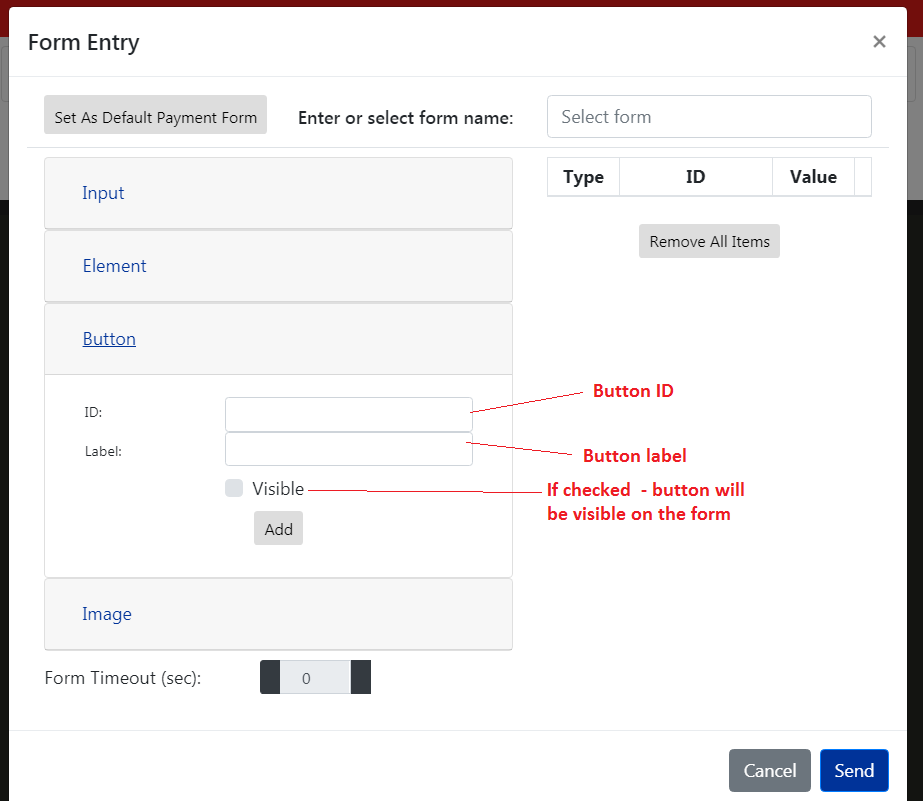 Form Entry
×
Set As Default Payment Form
Enter or select form name:
Select form
Input
Type ID Value
Remove All Items
Element
Button
ID:
Button ID
Label:
Button label
Visible
If checked - button will
be visible on the form
Add
Image
Form Timeout (sec):
0
Cancel
Send